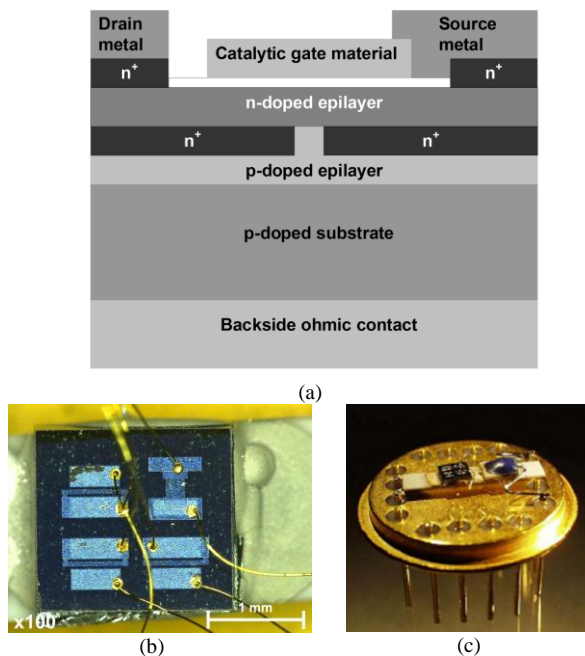 Drain
metal
Source
metal
Catalytic gate material
n+
n+
n-doped epilayer
n+
n+
p-doped epilayer
p-doped substrate
Backside ohmic contact
(a)
x100
1 mm
(b)
(c)